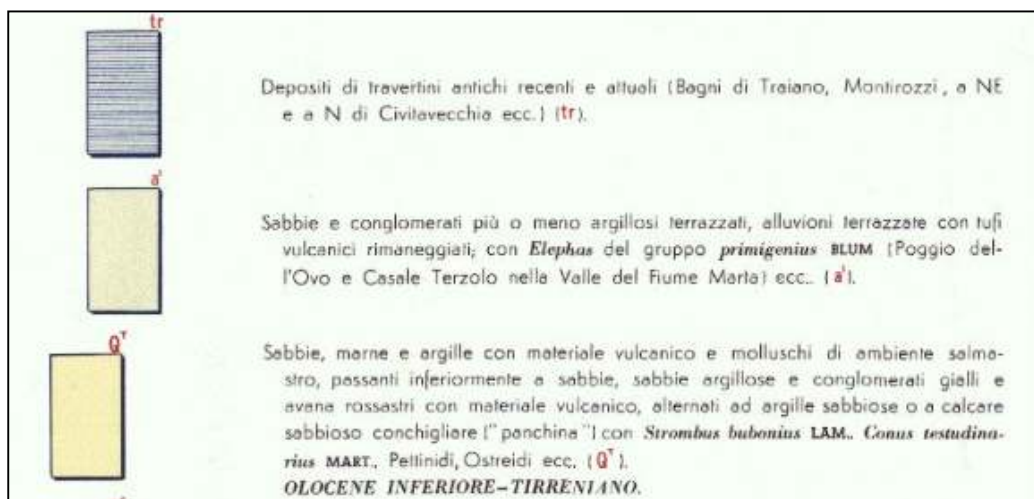 tr
Depositi di travertini antichi recenti e attuali (Bagni di Traiano, Montirozzi, a NE
e a N di Civitavecchia ecc.) (tr).
a¹
Sabbie e conglomerati più o meno argillosi terrazzati, alluvioni terrazzate con tufi
vulcanici rimaneggiati; con Elephas del gruppo primigenius BLUM (Poggio del-
l'Ovo e Casale Terzolo nella Valle del Fiume Marta) ecc.. (a¹).
Qᵀ
Sabbie, marne e argille con materiale vulcanico e molluschi di ambiente salma-
stro, passanti inferiormente a sabbie, sabbie argillose e conglomerati gialli e
avana rossastri con materiale vulcanico, alternati ad argille sabbiose o a calcare
sabbioso conchigliare ("panchina") con Strombus bubonius LAM.. Conus testudina-
rius MART., Pettinidi, Ostreidi ecc. (Qᵀ).
OLOCENE INFERIORE-TIRRENIANO.